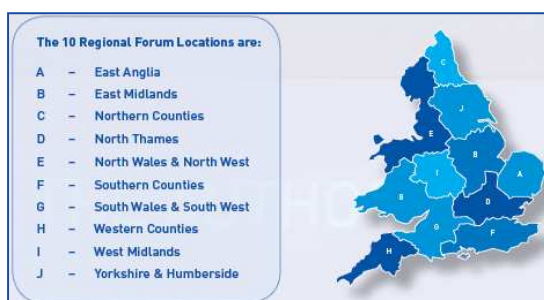 The 10 Regional Forum Locations are:
A – East Anglia
B – East Midlands
C – Northern Counties
D – North Thames
E – North Wales & North West
F – Southern Counties
G – South Wales & South West
H – Western Counties
I – West Midlands
J – Yorkshire & Humberside
C
J
E
B
I
A
B
D
G
F
H